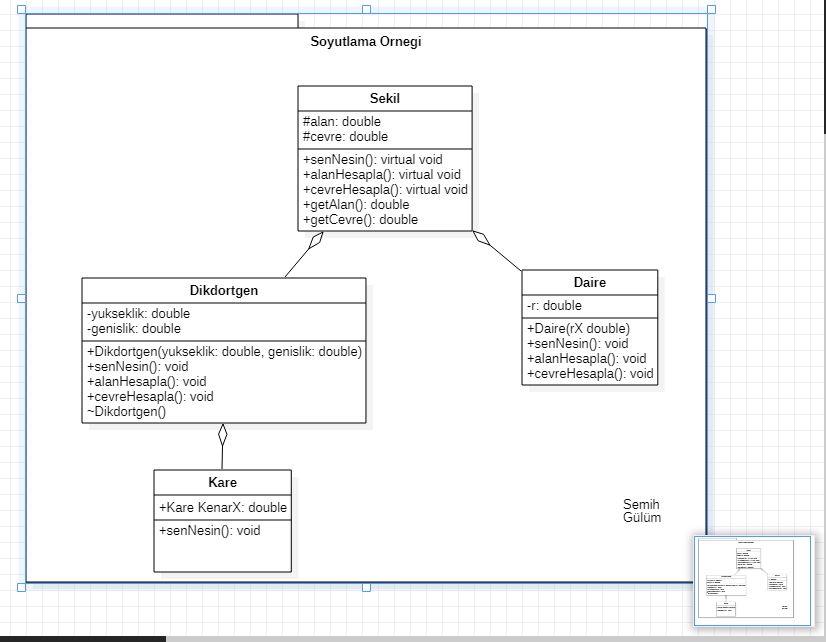 Soyutlama Ornegi
Sekil
#alan: double
#cevre: double
+senNesin(): virtual void
+alanHesapla(): virtual void
+cevreHesapla(): virtual void
+getAlan(): double
+getCevre(): double
Dikdortgen
-yukseklik: double
-genislik: double
+Dikdortgen(yukseklik: double, genislik: double)
+senNesin(): void
+alanHesapla(): void
+cevreHesapla(): void
~Dikdortgen()
Daire
-r: double
+Daire(rX double)
+senNesin(): void
+alanHesapla(): void
+cevreHesapla(): void
Kare
+Kare KenarX: double
+senNesin(): void
Semih
Gülüm